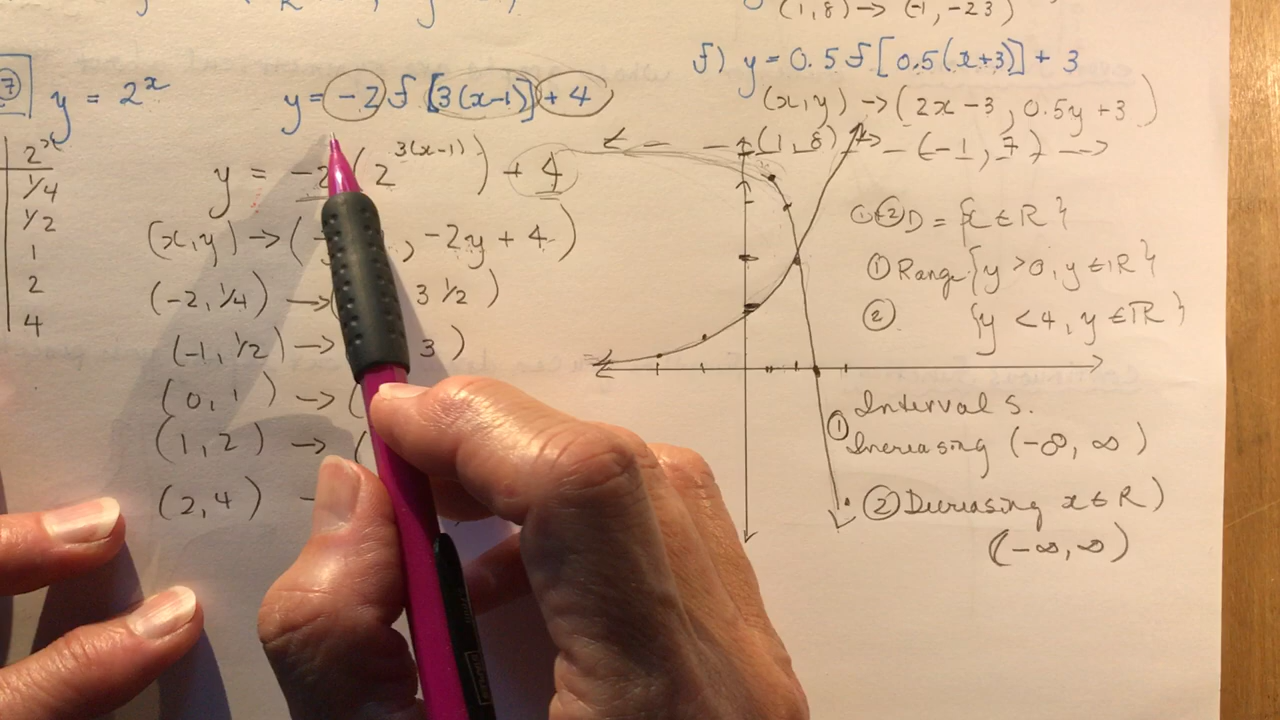 (1,8) → (-1, -23)
f) y = 0.5 f[0.5(x+3)] + 3
(x,y) → (2x-3, 0.5y+3)
(1,8) → (-1, 7)
7 y = 2^x
y = -2f[3(x-1)] + 4
2^x
1/4
1/2
1
2
4
y = -2(2^3(x-1)) + 4
(x,y) → ( , -2y + 4)
(-2, 1/4) → ( 3 1/2)
(-1, 1/2) → ( 3)
(0, 1) → (
(1, 2) → (
(2, 4)
① ② D = {x ∈ R}
① Range {y > 0, y ∈ R}
② {y < 4, y ∈ R}
Intervals.
① Increasing (-∞, ∞)
② Decreasing x ∈ R)
(-∞, ∞)